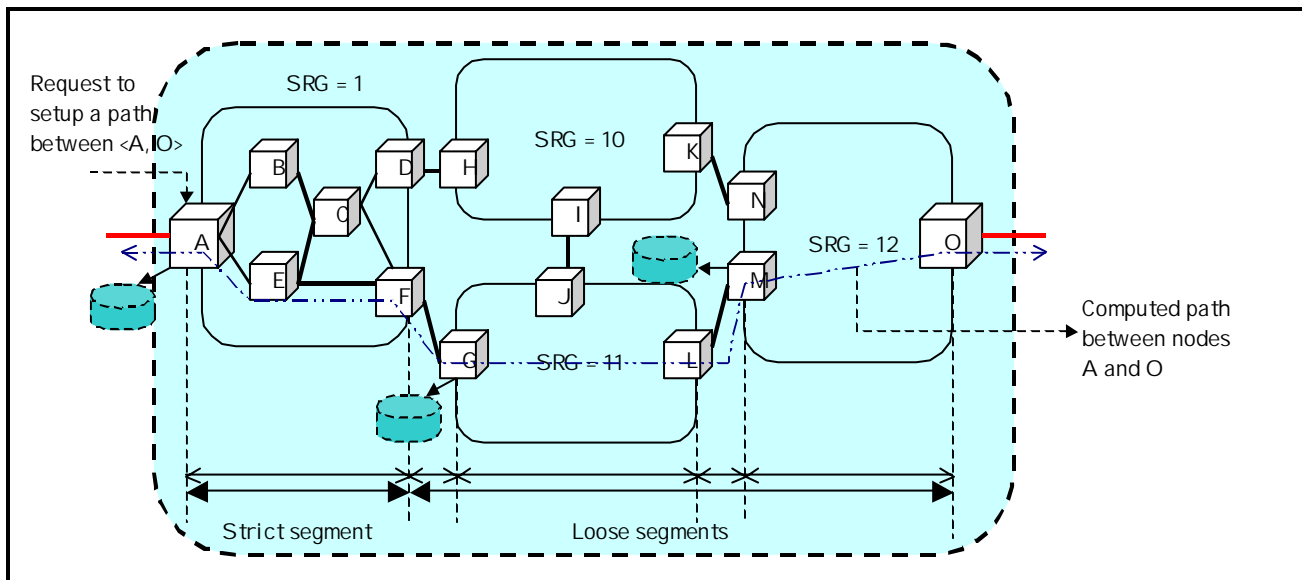 Request to
setup a path
between <A, O>
SRG = 1
SRG = 10
SRG = 12
SRG = 11
A
B
C
D
E
F
G
H
I
J
K
L
M
N
O
Computed path
between nodes
A and O
Strict segment
Loose segments